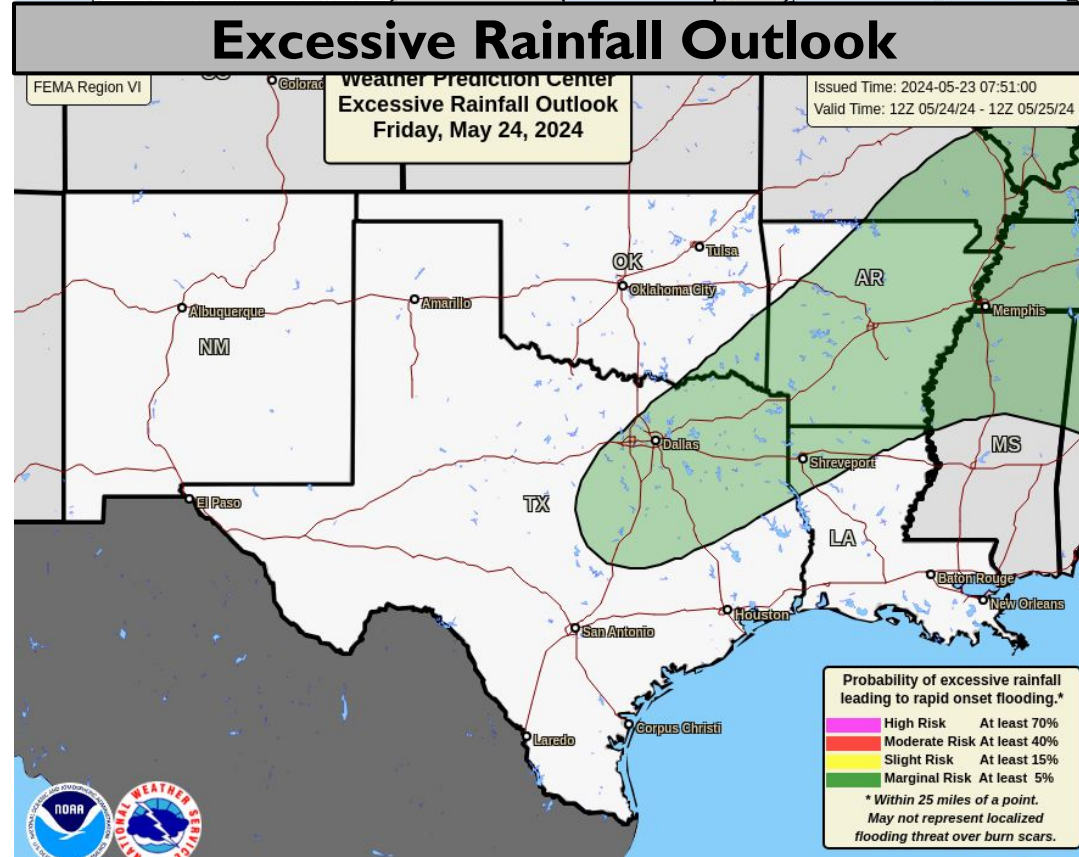 Excessive Rainfall Outlook
FEMA Region VI
Weather Prediction Center
Excessive Rainfall Outlook
Friday, May 24, 2024
Issued Time: 2024-05-23 07:51:00
Valid Time: 12Z 05/24/24 - 12Z 05/25/24
Colorad
Tulsa
OK
Oklahoma City
AR
Albuquerque
Amarillo
Memphis
NM
Dallas
MS
Shreveport
El Paso
TX
LA
Baton Rouge
New Orleans
Houston
San Antonio
Corpus Christi
Laredo
Probability of excessive rainfall
leading to rapid onset flooding.*
High Risk At least 70%
Moderate Risk At least 40%
Slight Risk At least 15%
Marginal Risk At least 5%
* Within 25 miles of a point.
May not represent localized
flooding threat over burn scars.
NOAA
NATIONAL WEATHER SERVICE